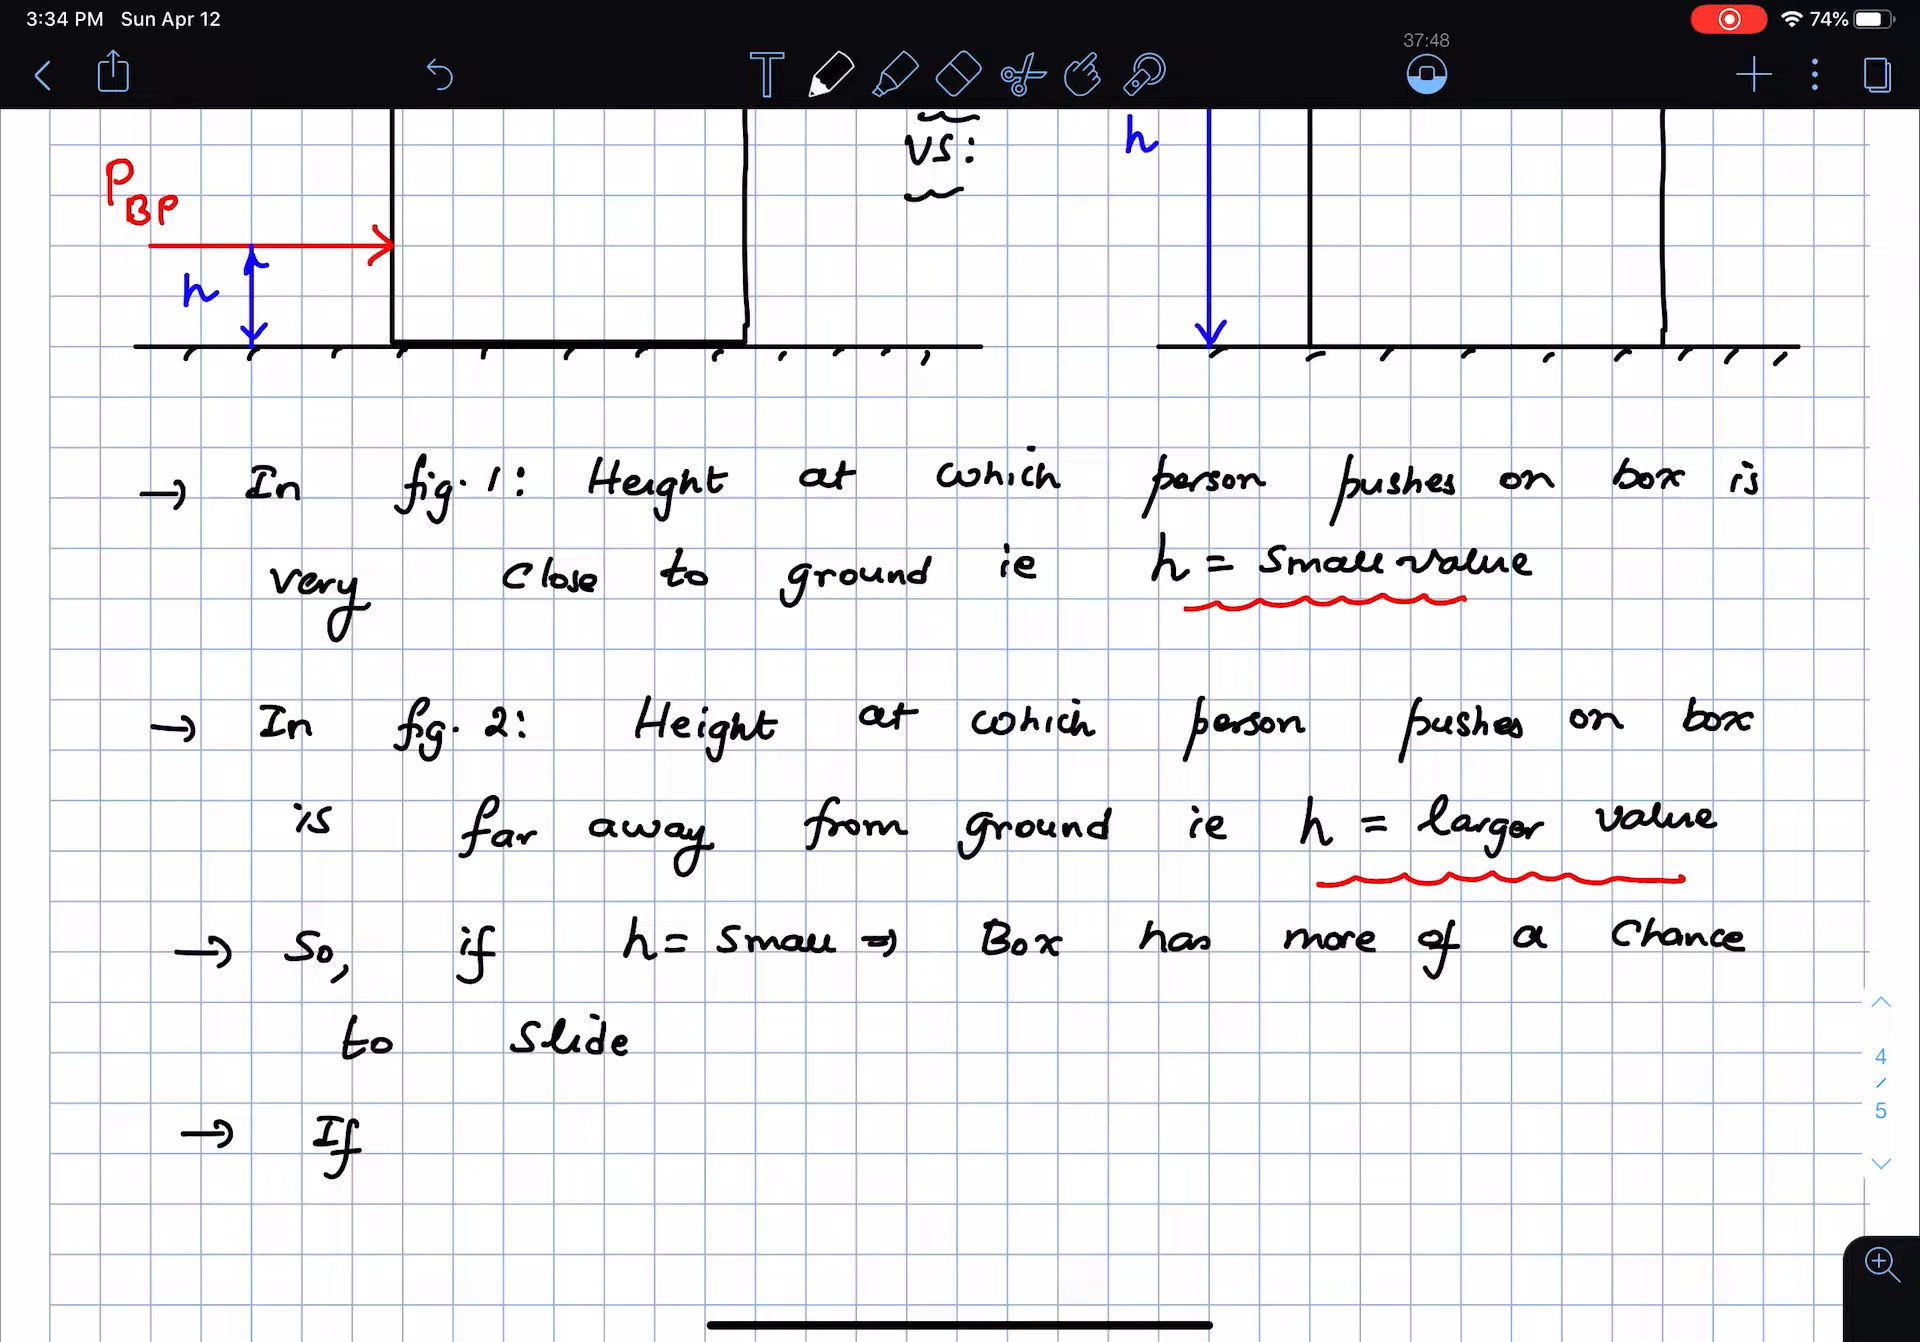 3:34 PM Sun Apr 12
74%
37:48
T
VS:
h
P BP
h
→ In fig. 1: Height at which person pushes on box is
very close to ground ie h = small value
→ In fig. 2: Height at which person pushes on box
is far away from ground ie h = larger value
→ So, if h = small ⇒ Box has more of a chance
to slide
→ If
4
/
5